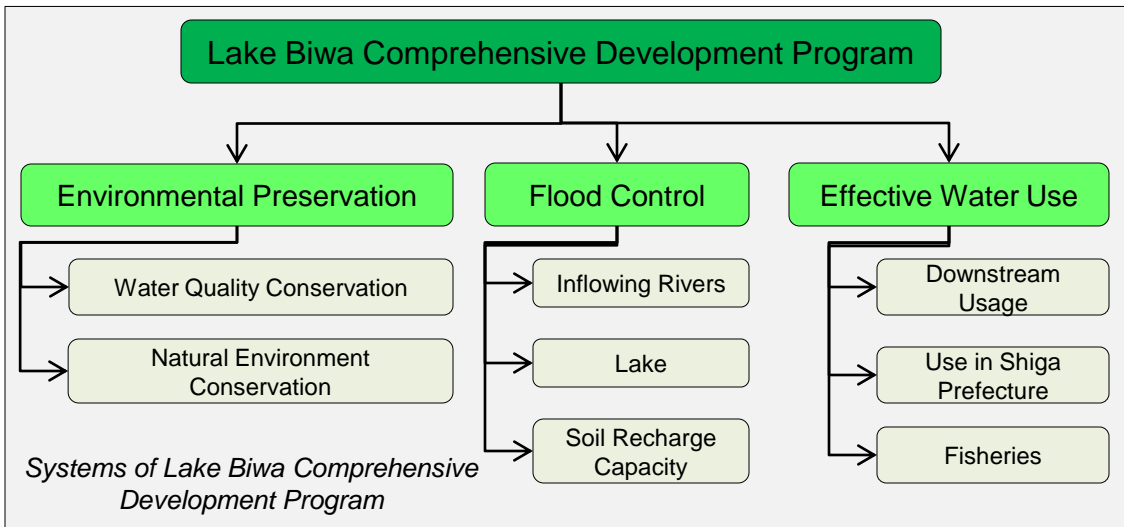 Lake Biwa Comprehensive Development Program
Environmental Preservation
Water Quality Conservation
Natural Environment
Conservation
Flood Control
Inflowing Rivers
Lake
Soil Recharge
Capacity
Effective Water Use
Downstream
Usage
Use in Shiga
Prefecture
Fisheries
Systems of Lake Biwa Comprehensive
Development Program